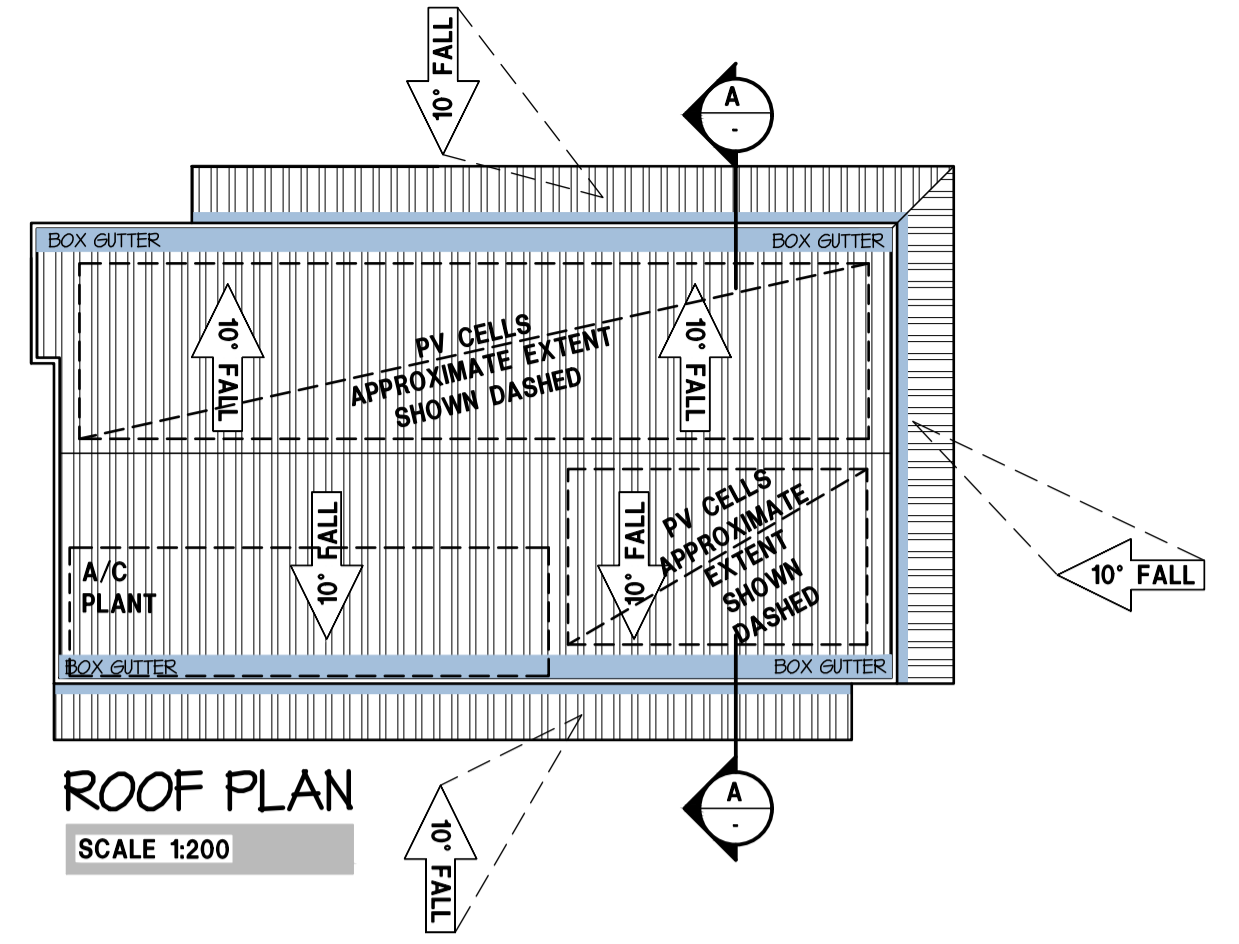 10° FALL
A
-
BOX GUTTER
BOX GUTTER
10° FALL
PV CELLS
APPROXIMATE EXTENT
SHOWN DASHED
10° FALL
10° FALL
10° FALL
PV CELLS
APPROXIMATE
EXTENT
SHOWN
DASHED
A/C
PLANT
10° FALL
BOX GUTTER
BOX GUTTER
ROOF PLAN
SCALE 1:200
10° FALL
A
-